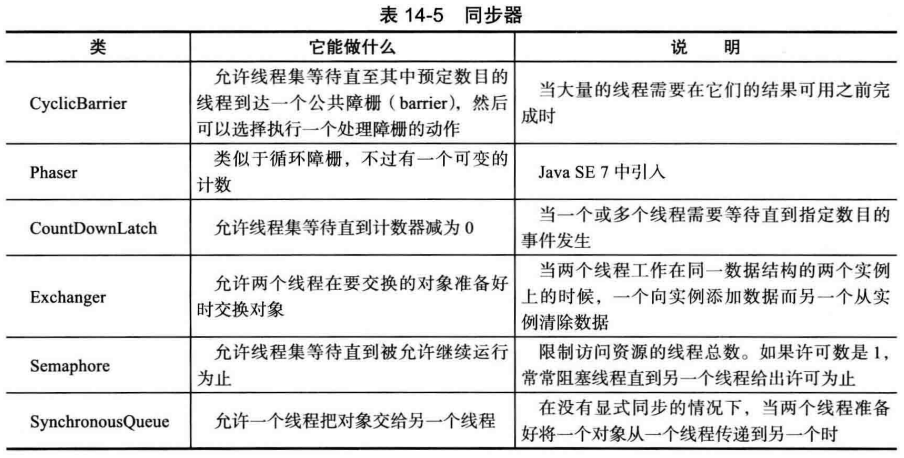 表 14-5 同步器
类
它能做什么
说 明
CyclicBarrier
允许线程集等待直至其中预定数目的
线程到达一个公共障栅（barrier），然后
可以选择执行一个处理障栅的动作
当大量的线程需要在它们的结果可用之前完
成时
Phaser
类似于循环障栅，不过有一个可变的
计数
Java SE 7 中引入
CountDownLatch
允许线程集等待直到计数器减为 0
当一个或多个线程需要等待直到指定数目的
事件发生
Exchanger
允许两个线程在要交换的对象准备好
时交换对象
当两个线程工作在同一数据结构的两个实例
上的时候，一个向实例添加数据而另一个从实
例清除数据
Semaphore
允许线程集等待直到被允许继续运行
为止
限制访问资源的线程总数。如果许可数是 1，
常常阻塞线程直到另一个线程给出许可为止
SynchronousQueue
允许一个线程把对象交给另一个线程
在没有显式同步的情况下，当两个线程准备
好将一个对象从一个线程传递到另一个时